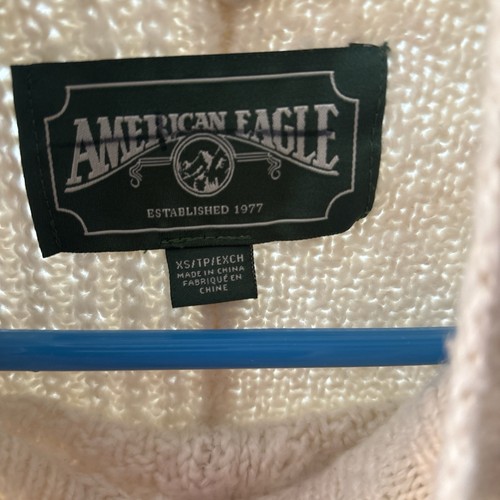 AMERICAN EAGLE
ESTABLISHED 1977
XS/TP/EXCH
MADE IN CHINA
FABRIQUÉ EN
CHINE